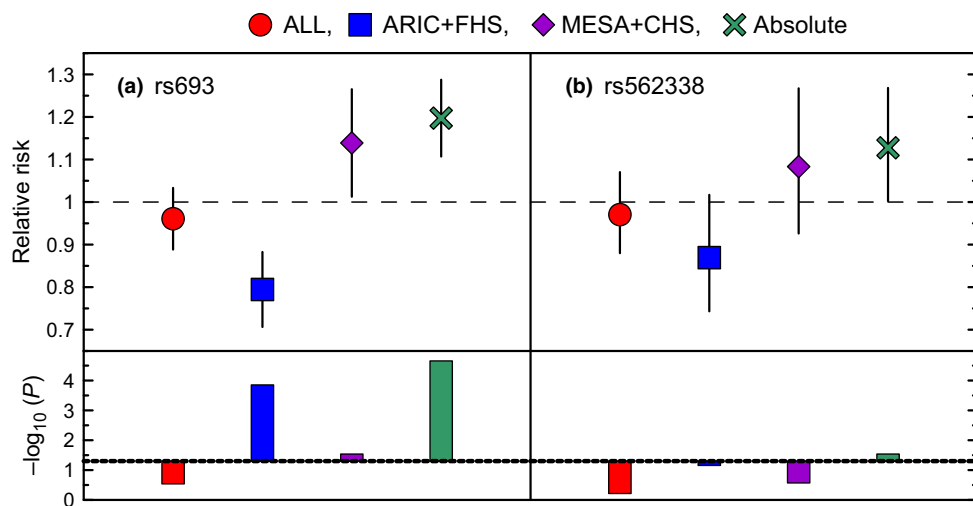 ALL, ARIC+FHS, MESA+CHS, Absolute
(a) rs693
(b) rs562338
Relative risk
1.3
1.2
1.1
1
0.9
0.8
0.7
–log10 (P)
4
3
2
1
0